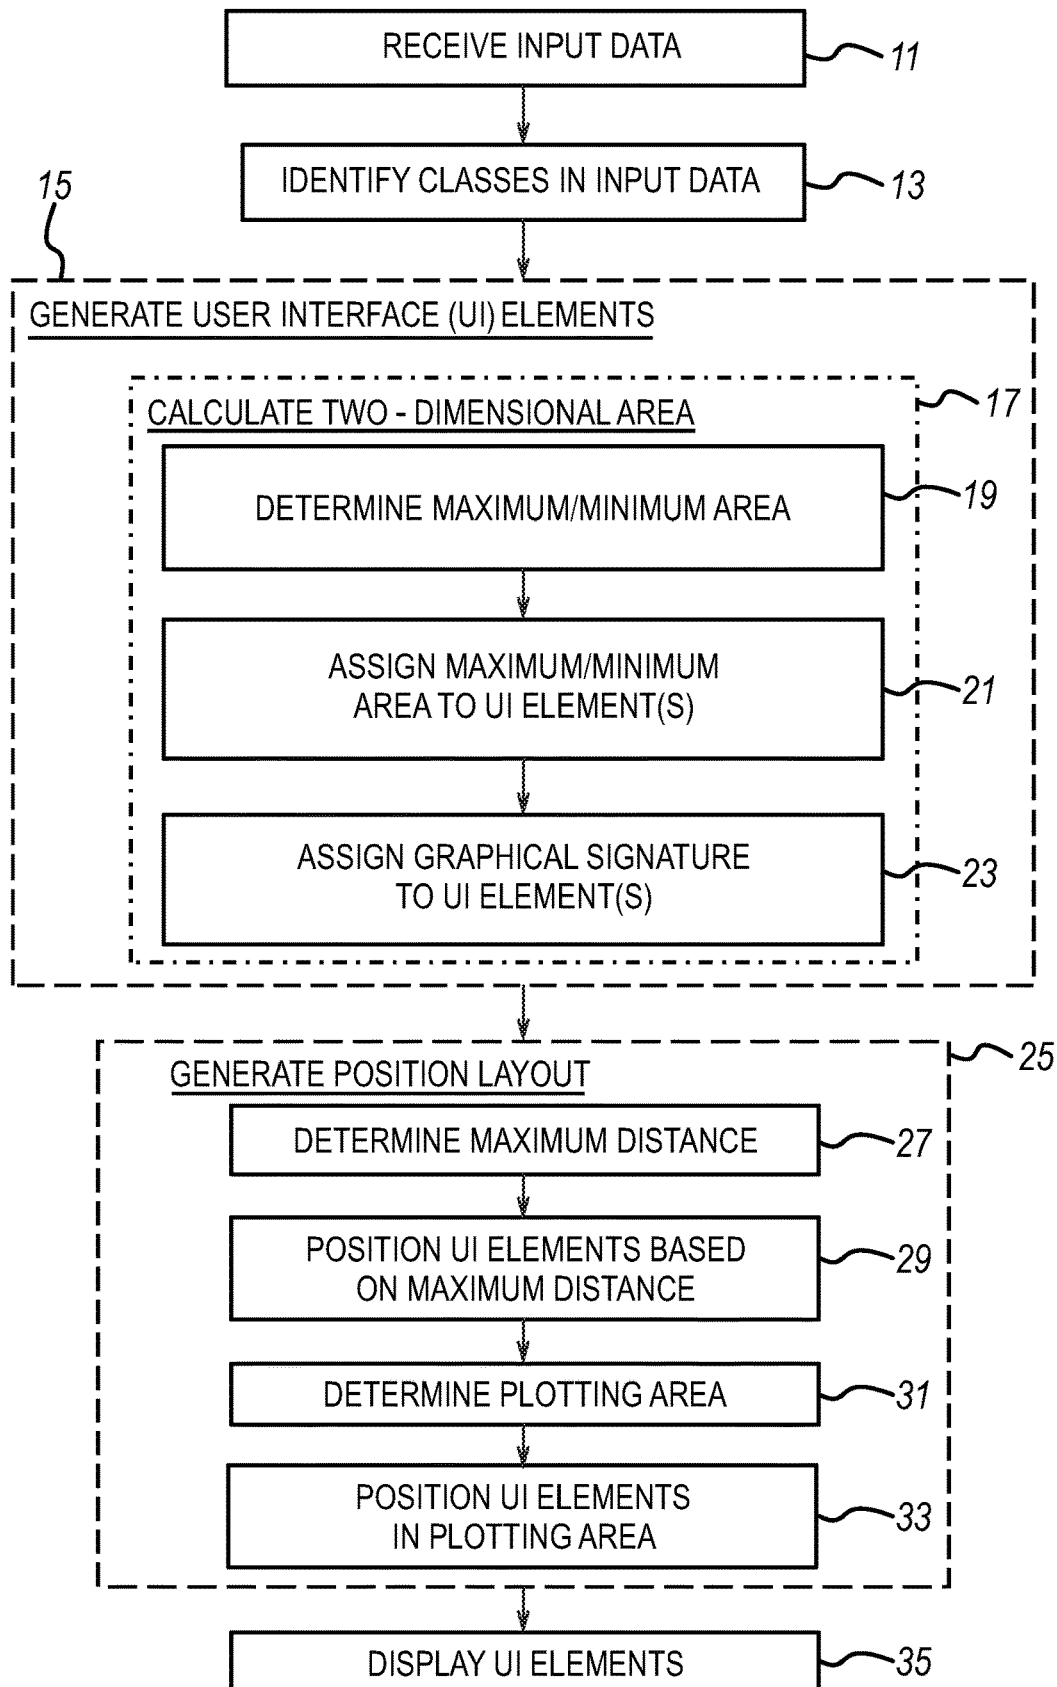 RECEIVE INPUT DATA
11
IDENTIFY CLASSES IN INPUT DATA
13
15
GENERATE USER INTERFACE (UI) ELEMENTS
CALCULATE TWO - DIMENSIONAL AREA
17
DETERMINE MAXIMUM/MINIMUM AREA
19
ASSIGN MAXIMUM/MINIMUM
AREA TO UI ELEMENT(S)
21
ASSIGN GRAPHICAL SIGNATURE
TO UI ELEMENT(S)
23
GENERATE POSITION LAYOUT
25
DETERMINE MAXIMUM DISTANCE
27
POSITION UI ELEMENTS BASED
ON MAXIMUM DISTANCE
29
DETERMINE PLOTTING AREA
31
POSITION UI ELEMENTS
IN PLOTTING AREA
33
DISPLAY UI ELEMENTS
35